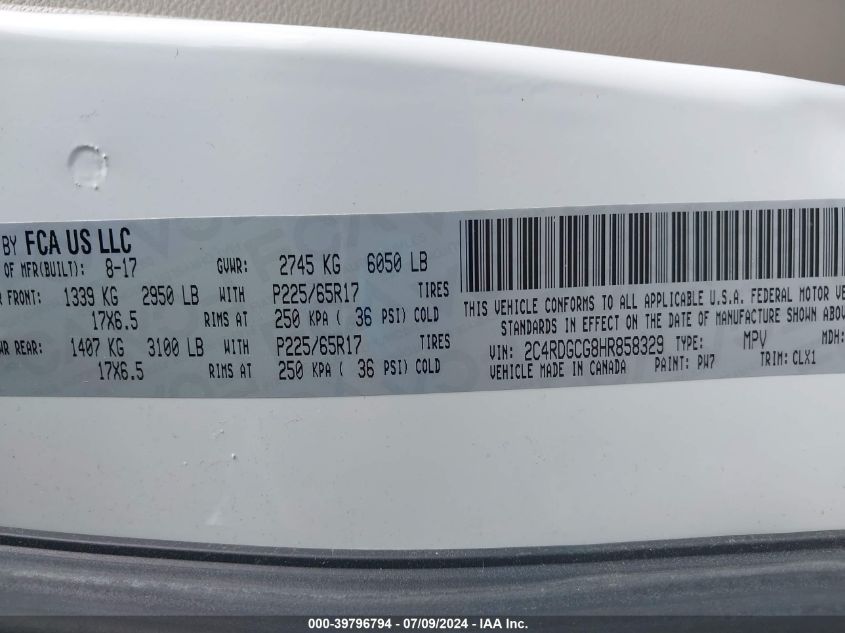 BY FCA US LLC
OF MFR(BUILT): 8-17 GVWR: 2745 KG 6050 LB
FRONT: 1339 KG 2950 LB WITH P225/65R17 TIRES
17X6.5 RIMS AT 250 KPA ( 36 PSI) COLD
REAR: 1407 KG 3100 LB WITH P225/65R17 TIRES
17X6.5 RIMS AT 250 KPA ( 36 PSI) COLD
THIS VEHICLE CONFORMS TO ALL APPLICABLE U.S.A. FEDERAL MOTOR
STANDARDS IN EFFECT ON THE DATE OF MANUFACTURE SHOWN
VIN: 2C4RDGCG8HR858329 TYPE: MPV MDH:
VEHICLE MADE IN CANADA PAINT: PW7 TRIM: CLX1
000-39796794 - 07/09/2024 - IAA Inc.